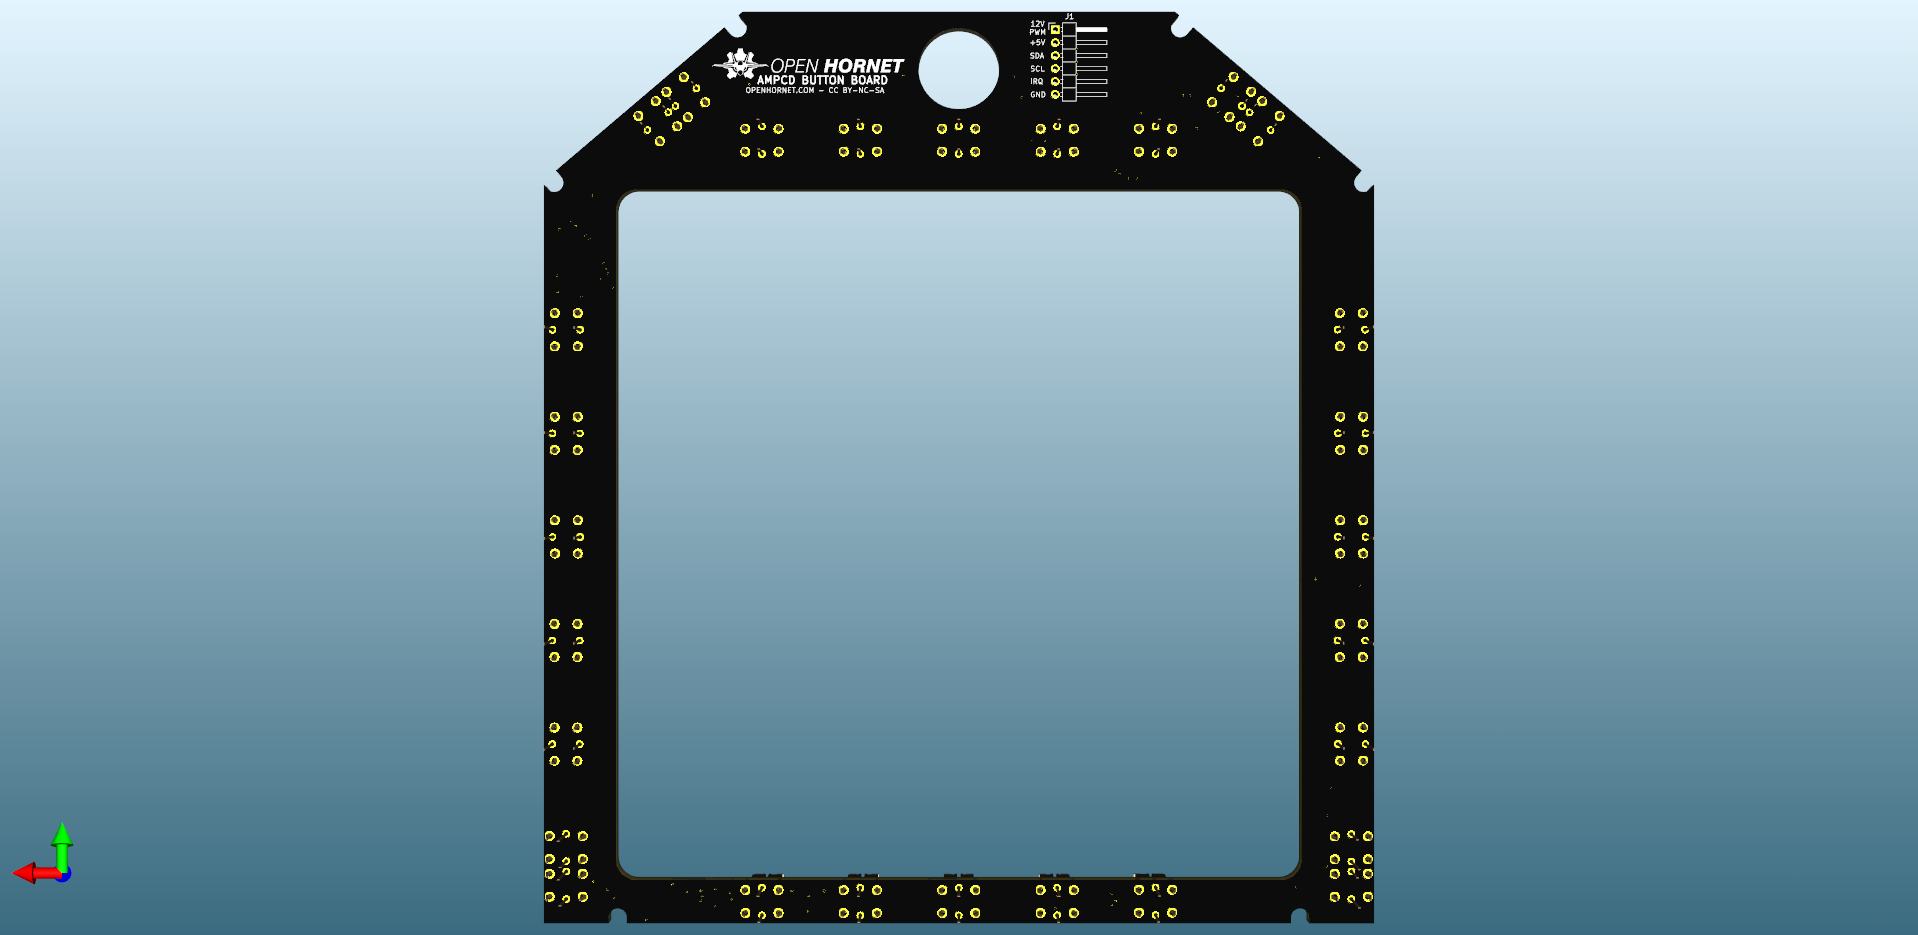 J1
12V
PWM
+5V
SDA
SCL
IRQ
GND
OPEN HORNET
AMPCD BUTTON BOARD
OPENHORNET.COM - CC BY-NC-SA